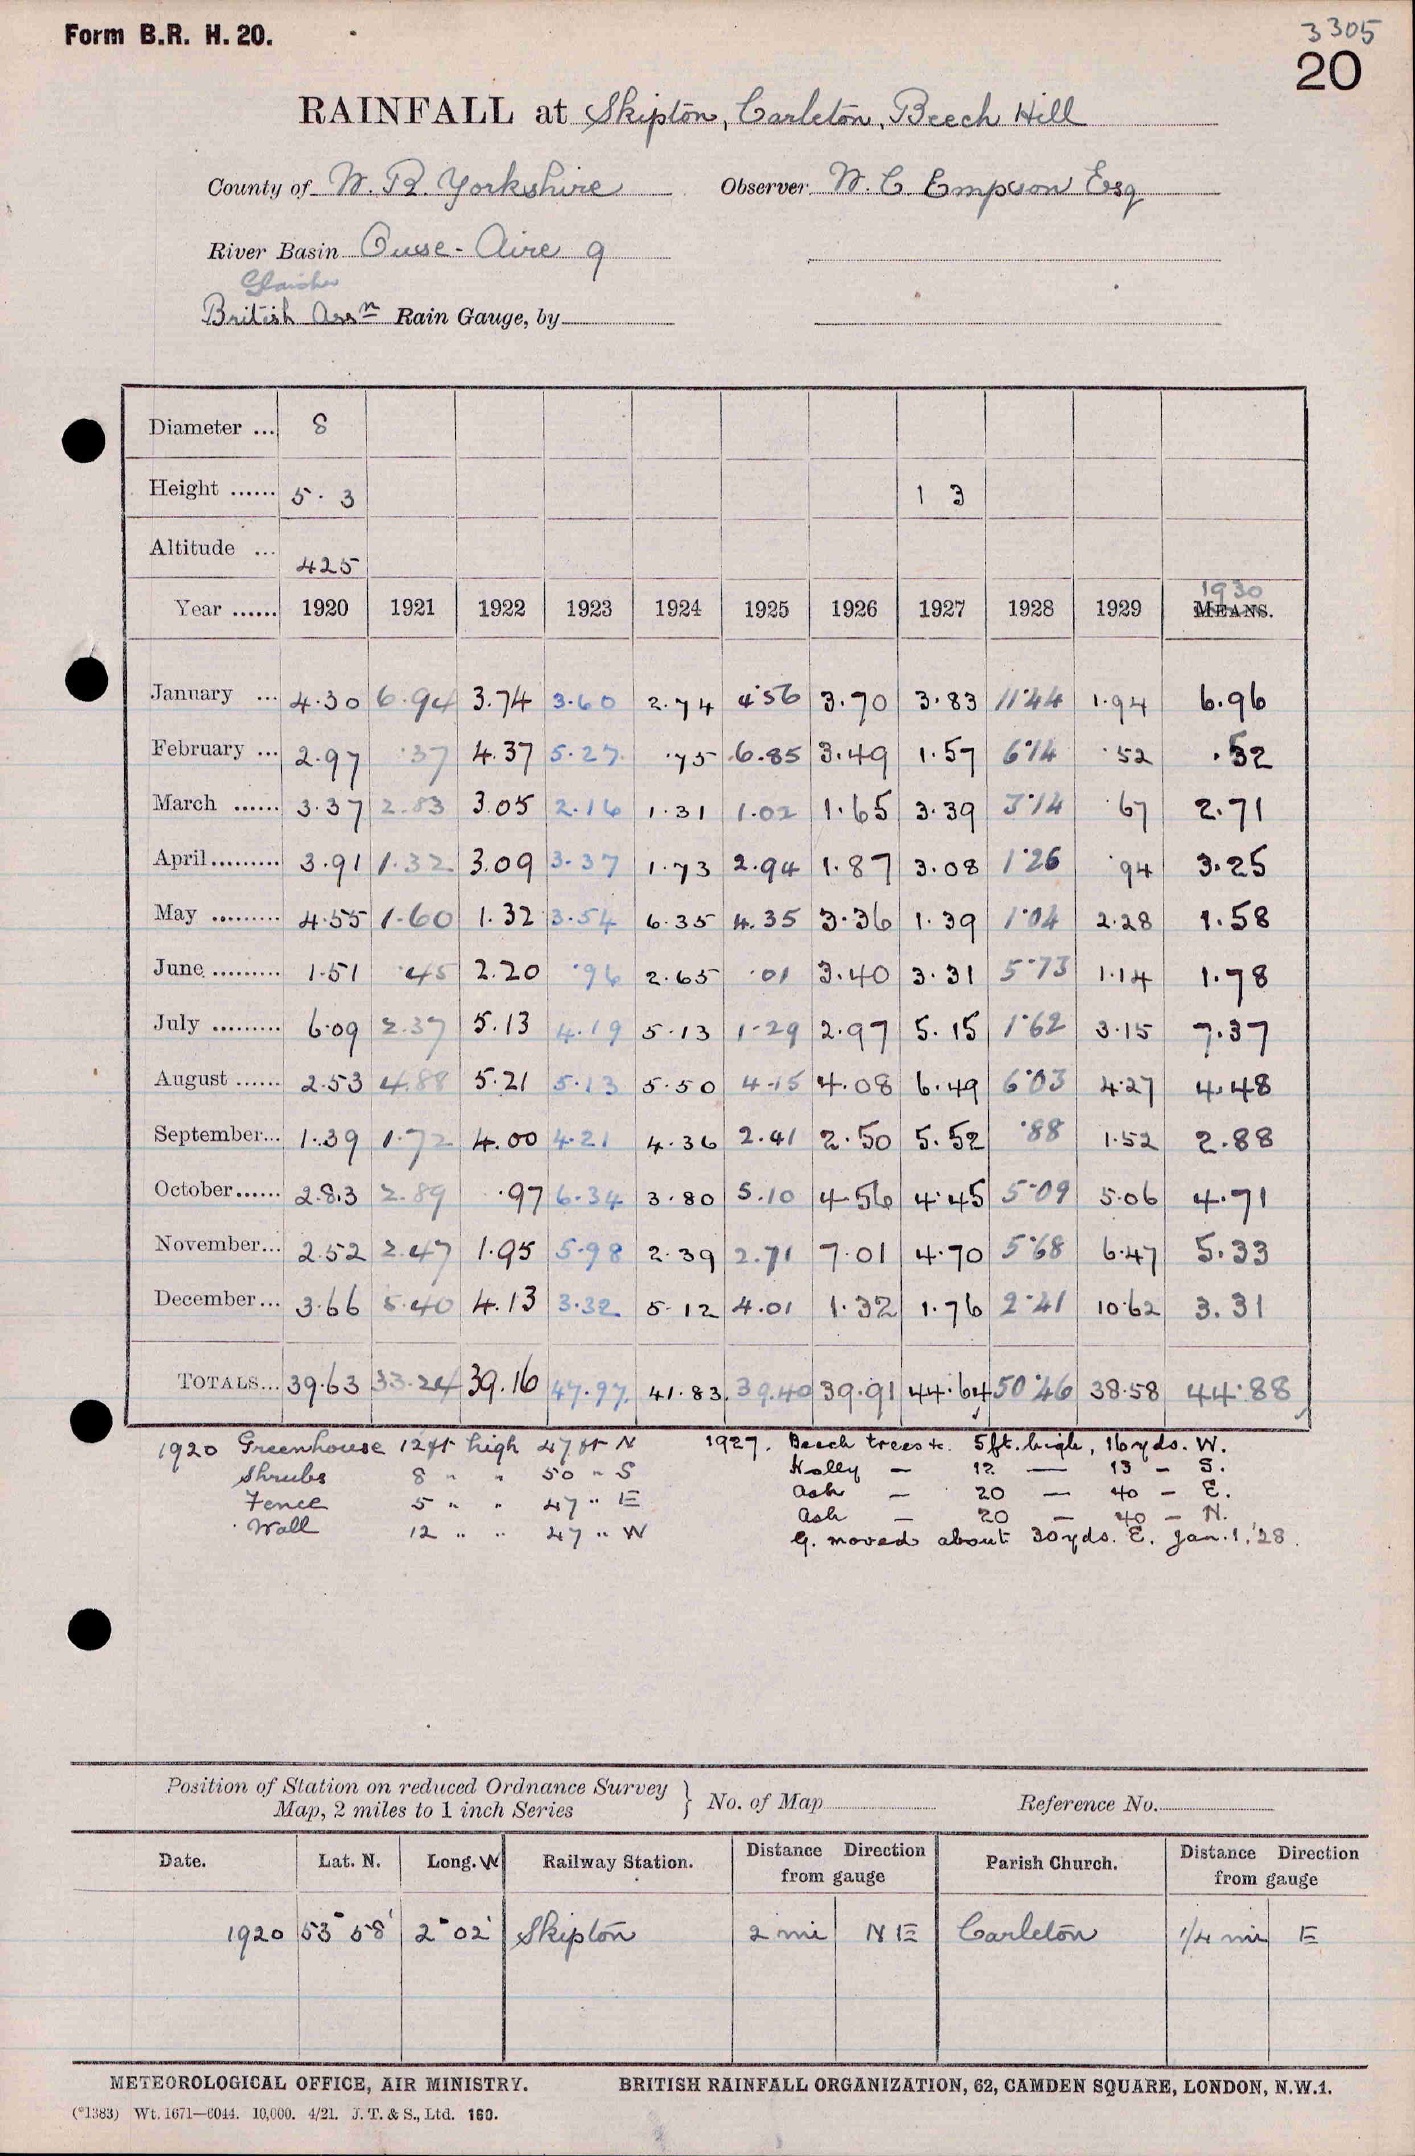 Form B.R. H. 20.
3305
20
RAINFALL at Skipton, Carleton, Beech Hill
County of W. R. Yorkshire Observer W. C. Empson Esq
River Basin Ouse - Aire 9
Glaisher
British Assn Rain Gauge, by
Diameter ... 8
Height ...... 5. 3 1 3
Altitude ... 425
1930
Year ...... 1920 1921 1922 1923 1924 1925 1926 1927 1928 1929 MEANS.
January ... 4.30 6.94 3.74 3.60 2.74 4.56 3.70 3.83 11.44 1.94 6.96
February ... 2.97 .37 4.37 5.27 .75 6.85 3.49 1.57 6.14 .52 .52
March ...... 3.37 2.83 3.05 2.16 1.31 1.02 1.65 3.39 3.14 .67 2.71
April ......... 3.91 1.32 3.09 3.37 1.73 2.94 1.87 3.08 1.26 .94 3.25
May ......... 4.55 1.60 1.32 3.54 6.35 4.35 3.36 1.39 1.04 2.28 1.58
June ......... 1.51 .45 2.20 .96 2.65 .01 3.40 3.31 5.73 1.14 1.78
July ......... 6.09 2.37 5.13 4.19 5.13 1.29 2.97 5.15 1.62 3.15 7.37
August ...... 2.53 4.88 5.21 5.13 5.50 4.15 4.08 6.49 6.03 4.27 4.48
September... 1.39 1.72 4.00 4.21 4.36 2.41 2.50 5.52 .88 1.52 2.88
October...... 2.83 2.89 .97 6.34 3.80 5.10 4.56 4.45 5.09 5.06 4.71
November... 2.52 2.47 1.95 5.98 2.39 2.71 7.01 4.70 5.68 6.47 5.33
December... 3.66 5.40 4.13 3.32 5.12 4.01 1.32 1.76 2.41 10.62 3.31
TOTALS... 39.63 33.24 39.16 47.97 41.83 39.40 39.91 44.64 50.46 38.58 44.88
1920 Greenhouse 12 ft high 47 ft N 1927. Beech trees &c. 5ft. high, 16 yds. W.
Shrubs 8 " " 50 " S Holly — 12 — 13 – S.
Fence 5 " " 47 " E Ash — 20 — 40 – E.
Wall 12 " " 47 " W Ash — 20 — 40 – N.
G. moved about 30 yds. E. Jan. 1, '28.
Position of Station on reduced Ordnance Survey
Map, 2 miles to 1 inch Series } No. of Map Reference No.
Date. Lat. N. Long. W Railway Station. Distance Direction from gauge Parish Church. Distance Direction from gauge
1920 53° 58' 2° 02' Skipton 2 mi NE Carleton 1/4 mi E
METEOROLOGICAL OFFICE, AIR MINISTRY. BRITISH RAINFALL ORGANIZATION, 62, CAMDEN SQUARE, LONDON, N.W.1.
(*1383) Wt. 1671—6044. 10,000. 4/21. J. T. & S., Ltd. 160.